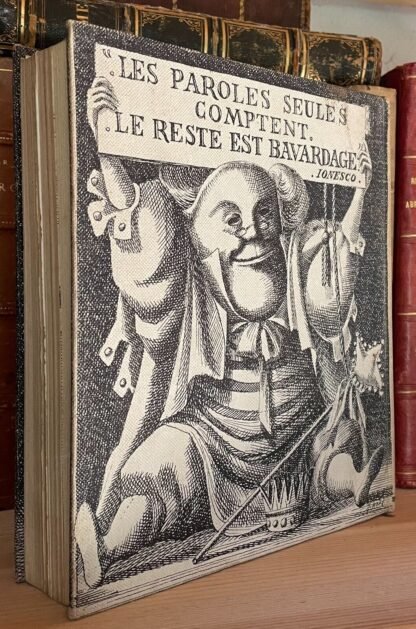 "LES PAROLES SEULES
COMPTENT.
LE RESTE EST BAVARDAGE"
. IONESCO .